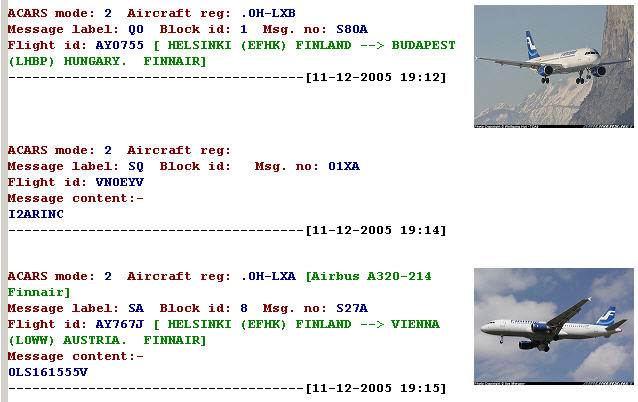 ACARS mode: 2  Aircraft reg: .OH-LXB
Message label: Q0  Block id: 1  Msg. no: S80A
Flight id: AY0755 [ HELSINKI (EFHK) FINLAND --> BUDAPEST
(LHBP) HUNGARY.  FINNAIR]
-------------------------------------[11-12-2005 19:12]
ACARS mode: 2  Aircraft reg:
Message label: SQ  Block id:   Msg. no: 01XA
Flight id: VN0EYV
Message content:-
I2ARINC
-------------------------------------[11-12-2005 19:14]
ACARS mode: 2  Aircraft reg: .OH-LXA [Airbus A320-214
Finnair]
Message label: SA  Block id: 8  Msg. no: S27A
Flight id: AY767J [ HELSINKI (EFHK) FINLAND --> VIENNA
(LOWW) AUSTRIA.  FINNAIR]
Message content:-
0LS161555V
-------------------------------------[11-12-2005 19:15]